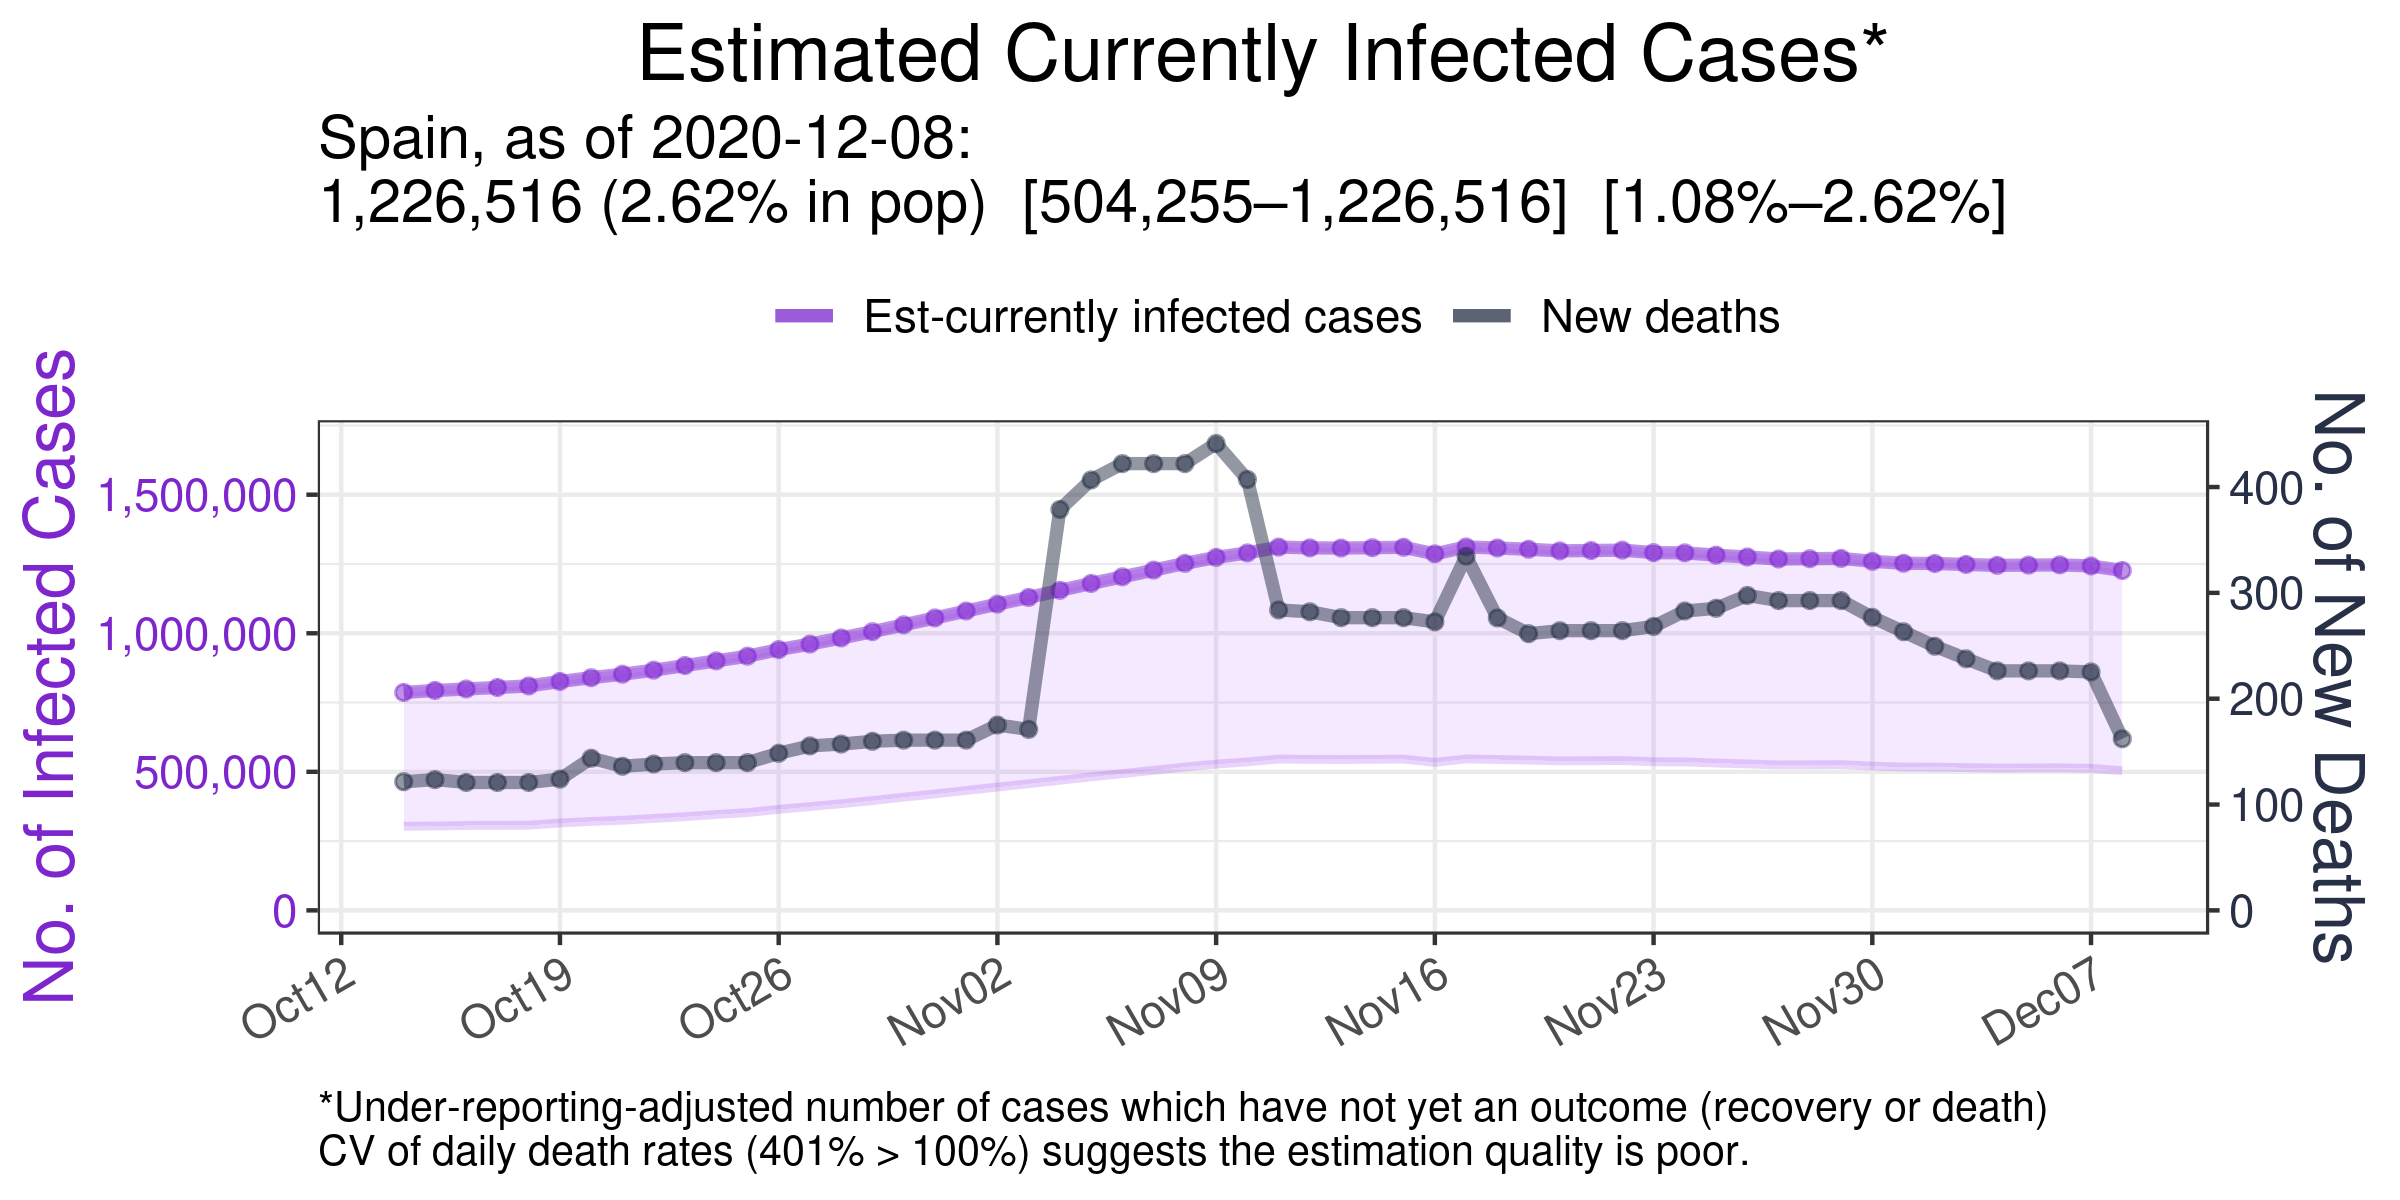 Estimated Currently Infected Cases*
Spain, as of 2020-12-08:
1,226,516 (2.62% in pop) [504,255–1,226,516] [1.08%–2.62%]
Est-currently infected cases New deaths
No. of Infected Cases
1,500,000
1,000,000
500,000
0
400
300
200
100
0
No. of New Deaths
Oct12 Oct19 Oct26 Nov02 Nov09 Nov16 Nov23 Nov30 Dec07
*Under-reporting-adjusted number of cases which have not yet an outcome (recovery or death)
CV of daily death rates (401% > 100%) suggests the estimation quality is poor.